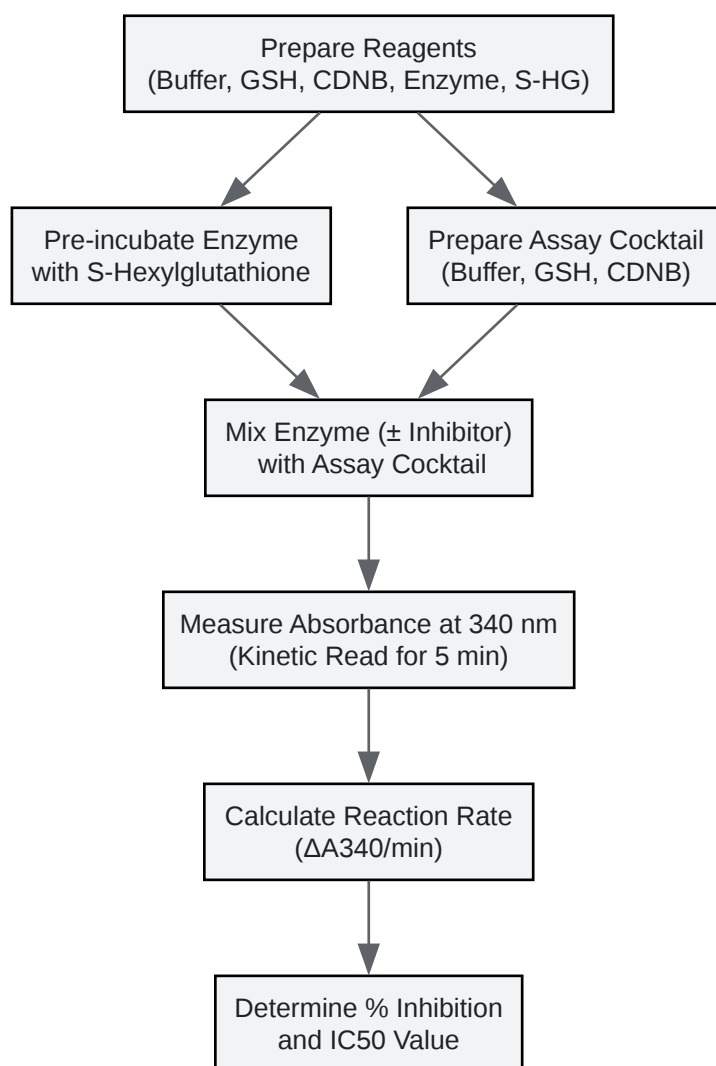 Prepare Reagents
(Buffer, GSH, CDNB, Enzyme, S-HG)
Pre-incubate Enzyme
with S-Hexylglutathione
Prepare Assay Cocktail
(Buffer, GSH, CDNB)
Mix Enzyme (± Inhibitor)
with Assay Cocktail
Measure Absorbance at 340 nm
(Kinetic Read for 5 min)
Calculate Reaction Rate
(ΔA340/min)
Determine % Inhibition
and IC50 Value